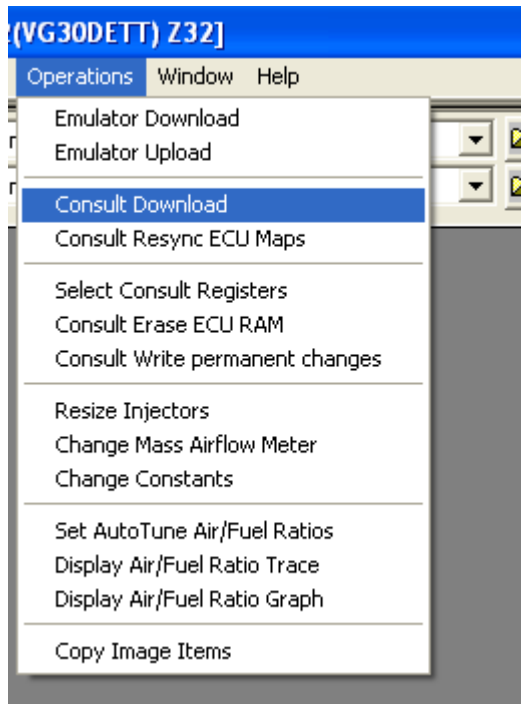 (VG30DETT) Z32]
Operations Window Help
Emulator Download
Emulator Upload
Consult Download
Consult Resync ECU Maps
Select Consult Registers
Consult Erase ECU RAM
Consult Write permanent changes
Resize Injectors
Change Mass Airflow Meter
Change Constants
Set AutoTune Air/Fuel Ratios
Display Air/Fuel Ratio Trace
Display Air/Fuel Ratio Graph
Copy Image Items